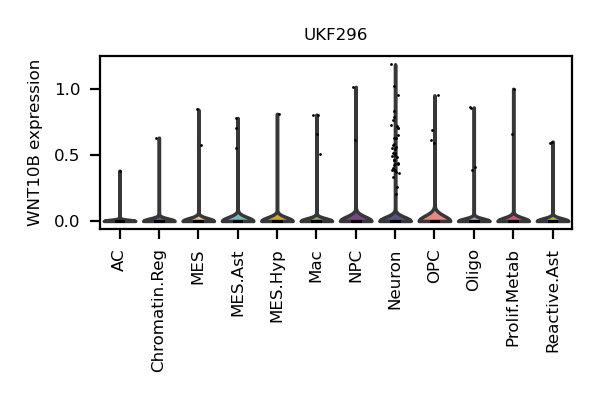 UKF296
WNT10B expression
1.0
0.5
0.0
AC
Chromatin.Reg
MES
MES.Ast
MES.Hyp
Mac
NPC
Neuron
OPC
Oligo
Prolif.Metab
Reactive.Ast